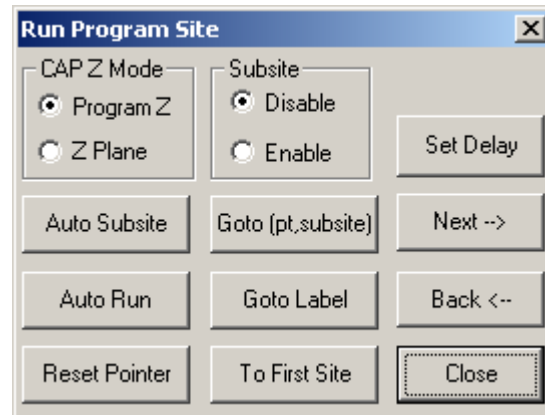 Run Program Site
CAP Z Mode
Program Z
Z Plane
Subsite
Disable
Enable
Set Delay
Auto Subsite
Goto (pt,subsite)
Next -->
Auto Run
Goto Label
Back <--
Reset Pointer
To First Site
Close